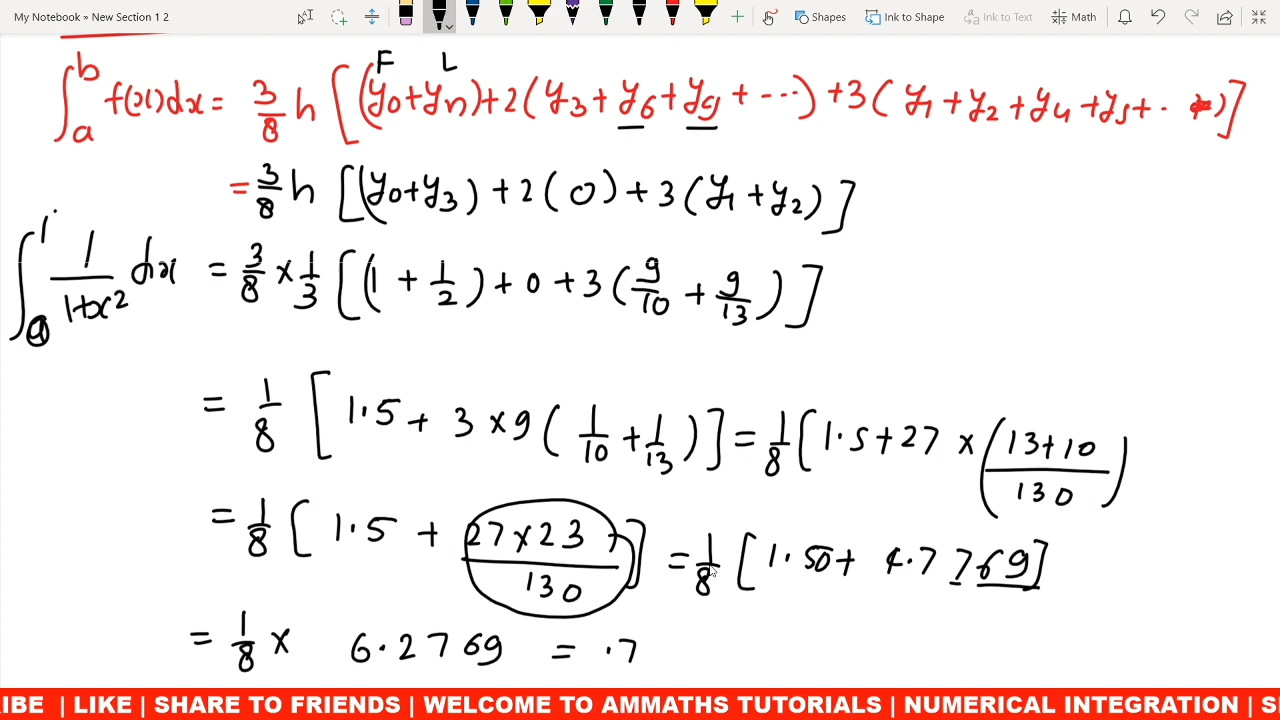 My Notebook » New Section 1 2
Shapes Ink to Shape Ink to Text Math
F L
∫ₐᵇ f(x)dx = 3/8 h [(y₀+yₙ)+2(y₃+y₆+y₉+---)+3(y₁+y₂+y₄+y₅+--)]
= 3/8 h [(y₀+y₃)+2(0)+3(y₁+y₂)]
∫₀¹ 1/(1+x²) dx = 3/8 × 1/3 [(1+1/2)+0+3(9/10+9/13)]
= 1/8 [1.5+3×9(1/10+1/13)] = 1/8 [1.5+27×((13+10)/130)
= 1/8 [1.5+(27×23)/130] = 1/8 [1.50+4.7769]
= 1/8 × 6.2769 = .7
IBE | LIKE | SHARE TO FRIENDS | WELCOME TO AMMATHS TUTORIALS | NUMERICAL INTEGRATION | S